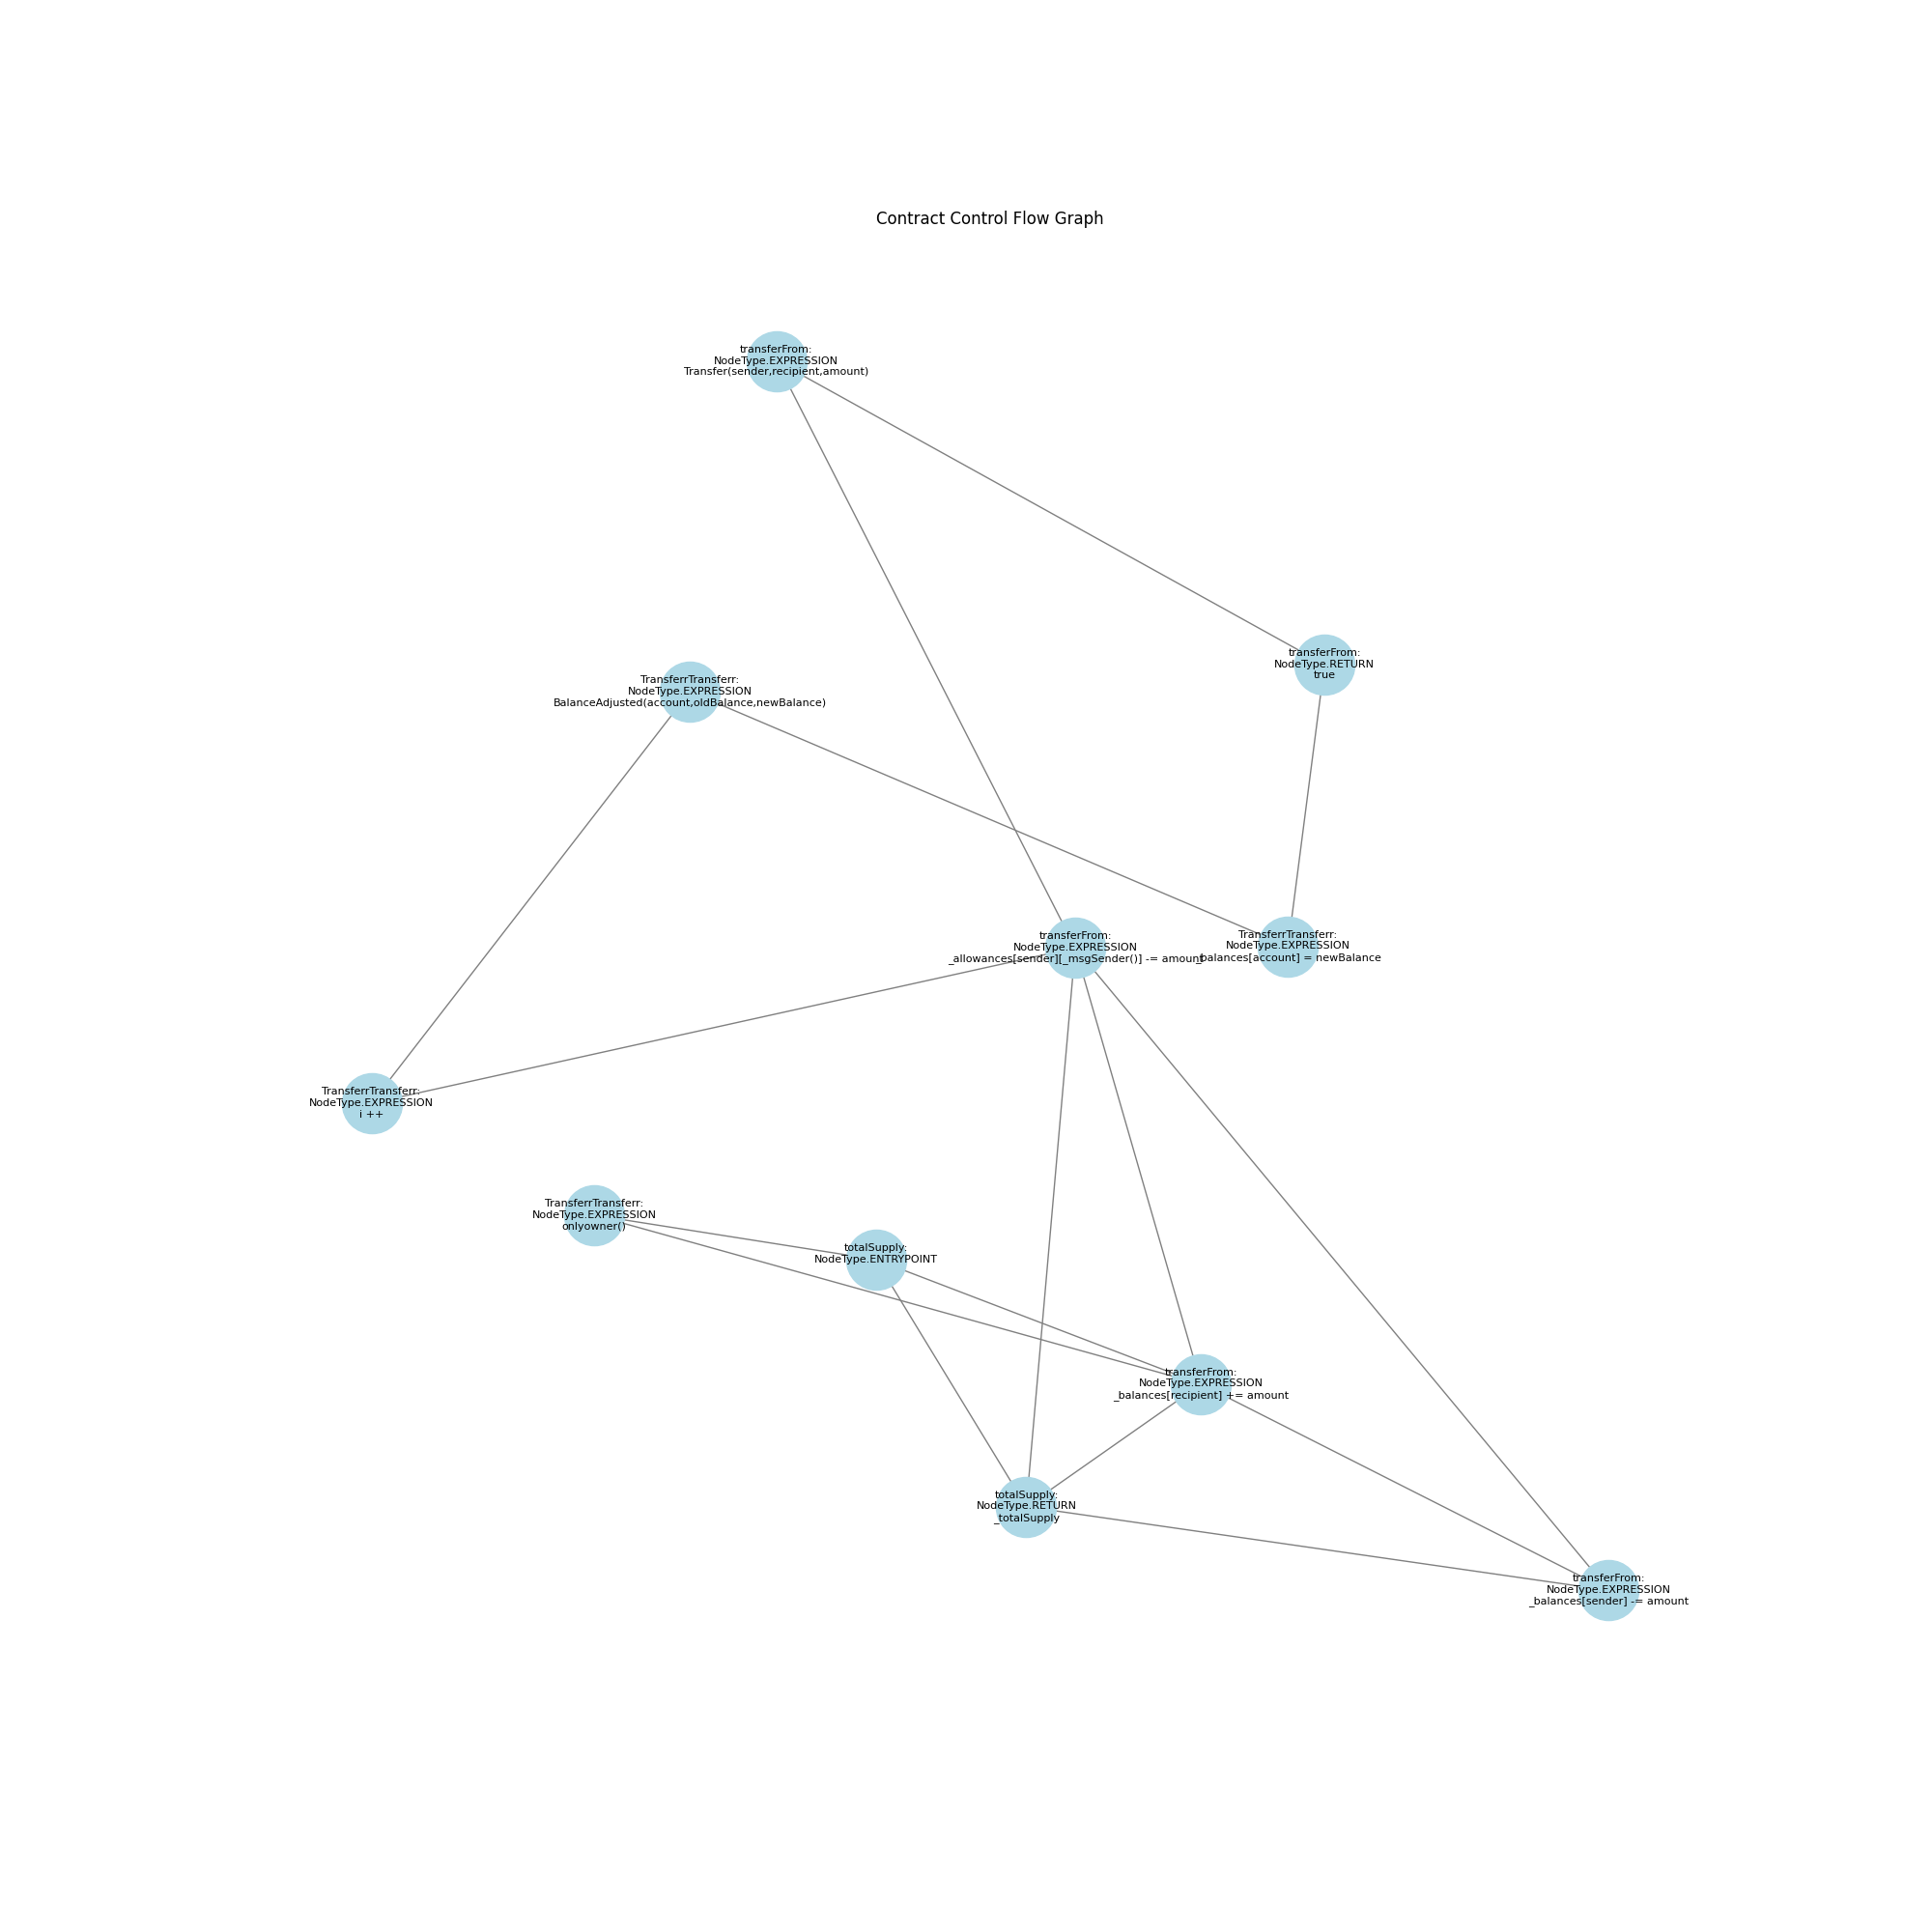 Contract Control Flow Graph
transferFrom:
NodeType.EXPRESSION
Transfer(sender,recipient,amount)
transferFrom:
NodeType.RETURN
true
TransferrTransferr:
NodeType.EXPRESSION
BalanceAdjusted(account,oldBalance,newBalance)
transferFrom:
NodeType.EXPRESSION
_allowances[sender][_msgSender()] -= amount
TransferrTransferr:
NodeType.EXPRESSION
_balances[account] = newBalance
TransferrTransferr:
NodeType.EXPRESSION
i ++
TransferrTransferr:
NodeType.EXPRESSION
onlyowner()
totalSupply:
NodeType.ENTRYPOINT
transferFrom:
NodeType.EXPRESSION
_balances[recipient] += amount
totalSupply:
NodeType.RETURN
_totalSupply
transferFrom:
NodeType.EXPRESSION
_balances[sender] -= amount